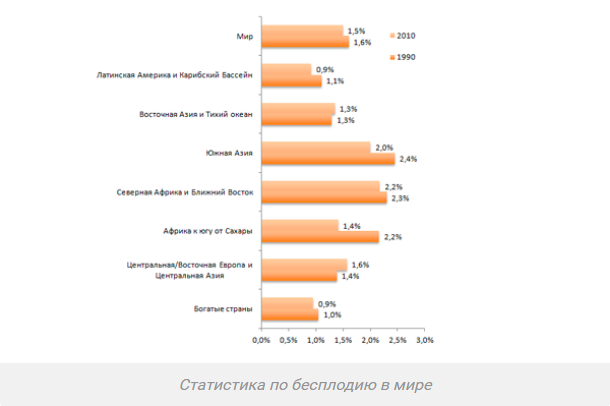 Мир
1,5%
1,6%
2010
1990
Латинская Америка и Карибский Бассейн
0,9%
1,1%
Восточная Азия и Тихий океан
1,3%
1,3%
Южная Азия
2,0%
2,4%
Северная Африка и Ближний Восток
2,2%
2,3%
Африка к югу от Сахары
1,4%
2,2%
Центральная/Восточная Европа и
Центральная Азия
1,6%
1,4%
Богатые страны
0,9%
1,0%
0,0% 0,5% 1,0% 1,5% 2,0% 2,5% 3,0%
Статистика по бесплодию в мире